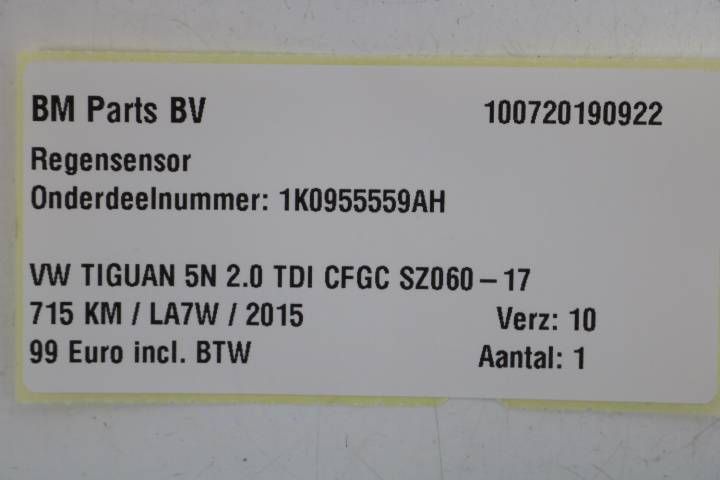 BM Parts BV 100720190922
Regensensor
Onderdeelnummer: 1K0955559AH
VW TIGUAN 5N 2.0 TDI CFGC SZ060-17
715 KM / LA7W / 2015 Verz: 10
99 Euro incl. BTW Aantal: 1